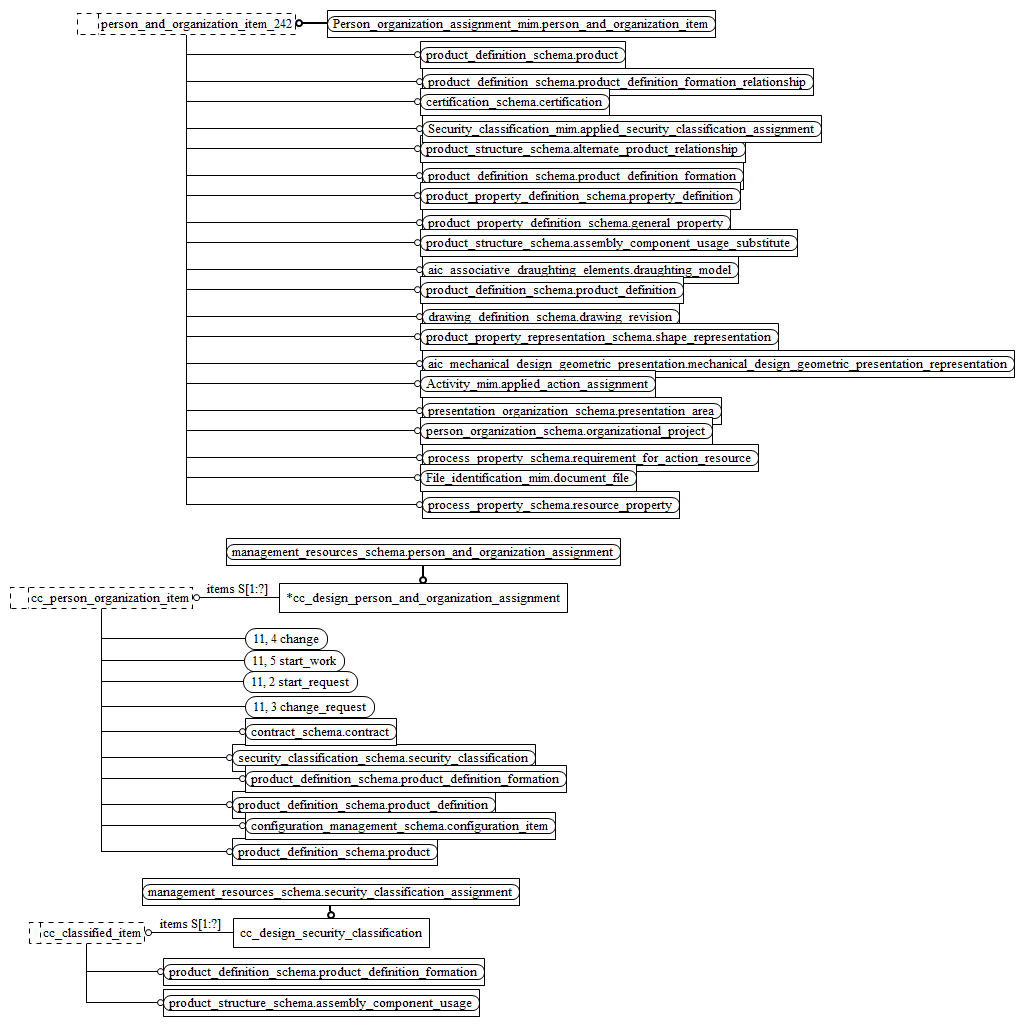 person_and_organization_item_242
Person_organization_assignment_mim.person_and_organization_item
product_definition_schema.product
product_definition_schema.product_definition_formation_relationship
certification_schema.certification
Security_classification_mim.applied_security_classification_assignment
product_structure_schema.alternate_product_relationship
product_definition_schema.product_definition_formation
product_property_definition_schema.property_definition
product_property_definition_schema.general_property
product_structure_schema.assembly_component_usage_substitute
aic_associative_draughting_elements.draughting_model
product_definition_schema.product_definition
drawing_definition_schema.drawing_revision
product_property_representation_schema.shape_representation
aic_mechanical_design_geometric_presentation.mechanical_design_geometric_presentation_representation
Activity_mim.applied_action_assignment
presentation_organization_schema.presentation_area
person_organization_schema.organizational_project
process_property_schema.requirement_for_action_resource
File_identification_mim.document_file
process_property_schema.resource_property
management_resources_schema.person_and_organization_assignment
cc_person_organization_item
items S[1:?]
*cc_design_person_and_organization_assignment
11, 4 change
11, 5 start_work
11, 2 start_request
11, 3 change_request
contract_schema.contract
security_classification_schema.security_classification
product_definition_schema.product_definition_formation
product_definition_schema.product_definition
configuration_management_schema.configuration_item
product_definition_schema.product
management_resources_schema.security_classification_assignment
cc_classified_item
items S[1:?]
cc_design_security_classification
product_definition_schema.product_definition_formation
product_structure_schema.assembly_component_usage